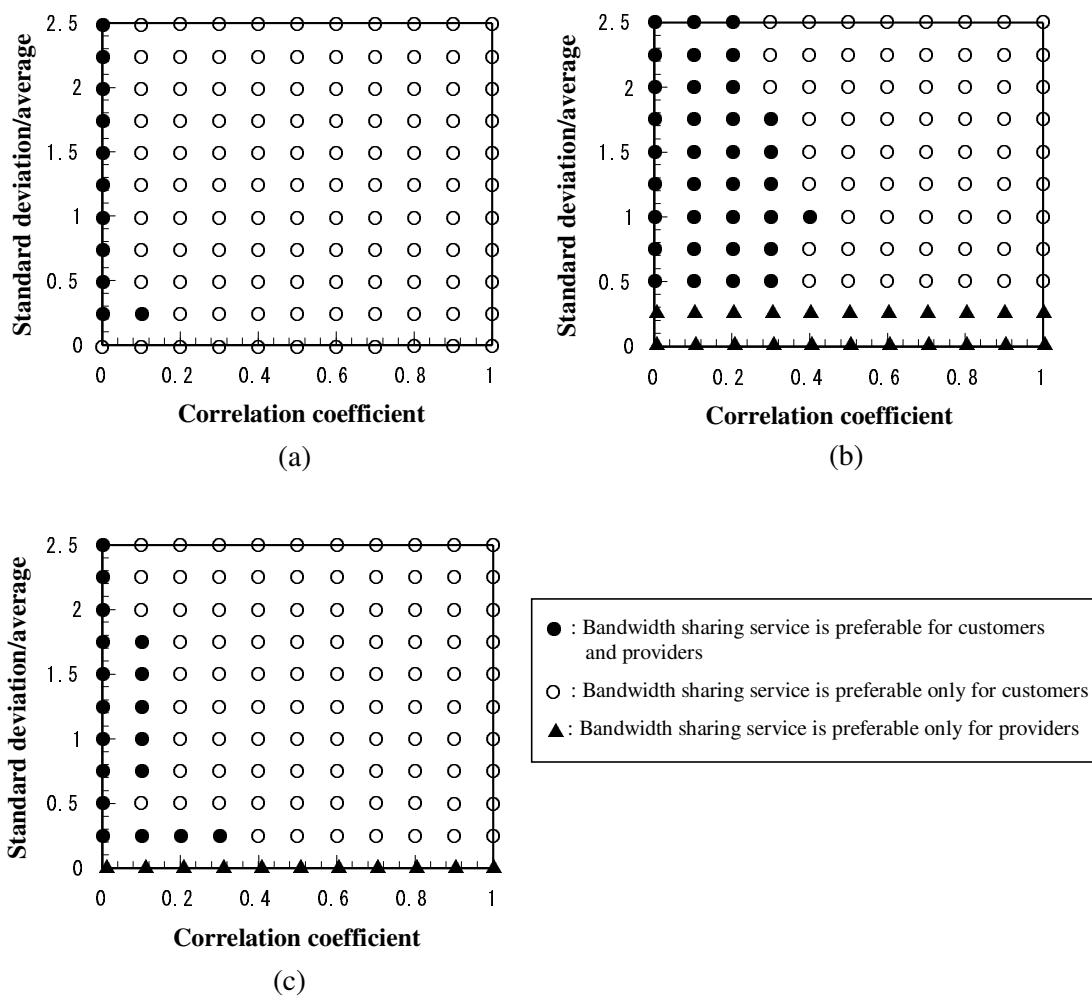 2.5
2
1.5
1
0.5
0
Standard deviation/average
0 0.2 0.4 0.6 0.8 1
Correlation coefficient
(a)
2.5
2
1.5
1
0.5
0
Standard deviation/average
0 0.2 0.4 0.6 0.8 1
Correlation coefficient
(b)
2.5
2
1.5
1
0.5
0
Standard deviation/average
0 0.2 0.4 0.6 0.8 1
Correlation coefficient
(c)
: Bandwidth sharing service is preferable for customers
and providers
: Bandwidth sharing service is preferable only for customers
: Bandwidth sharing service is preferable only for providers